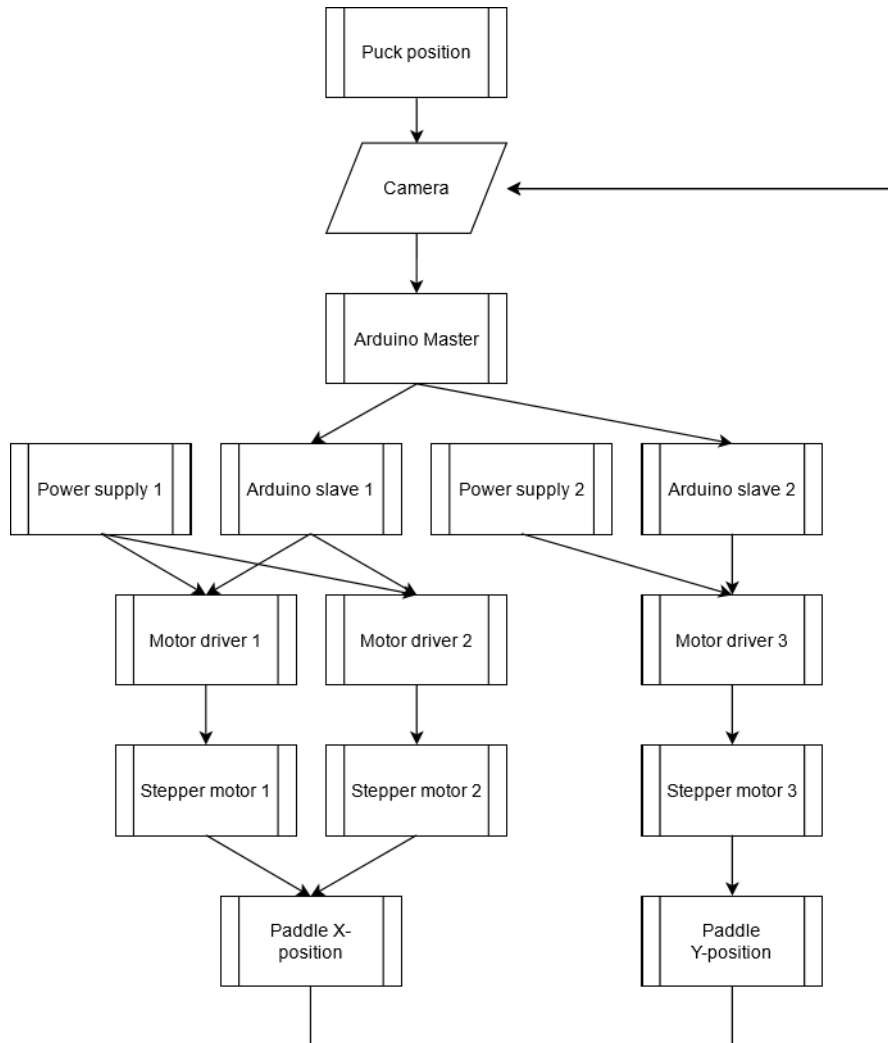 Puck position
Camera
Arduino Master
Power supply 1
Arduino slave 1
Power supply 2
Arduino slave 2
Motor driver 1
Motor driver 2
Motor driver 3
Stepper motor 1
Stepper motor 2
Stepper motor 3
Paddle X-
position
Paddle
Y-position